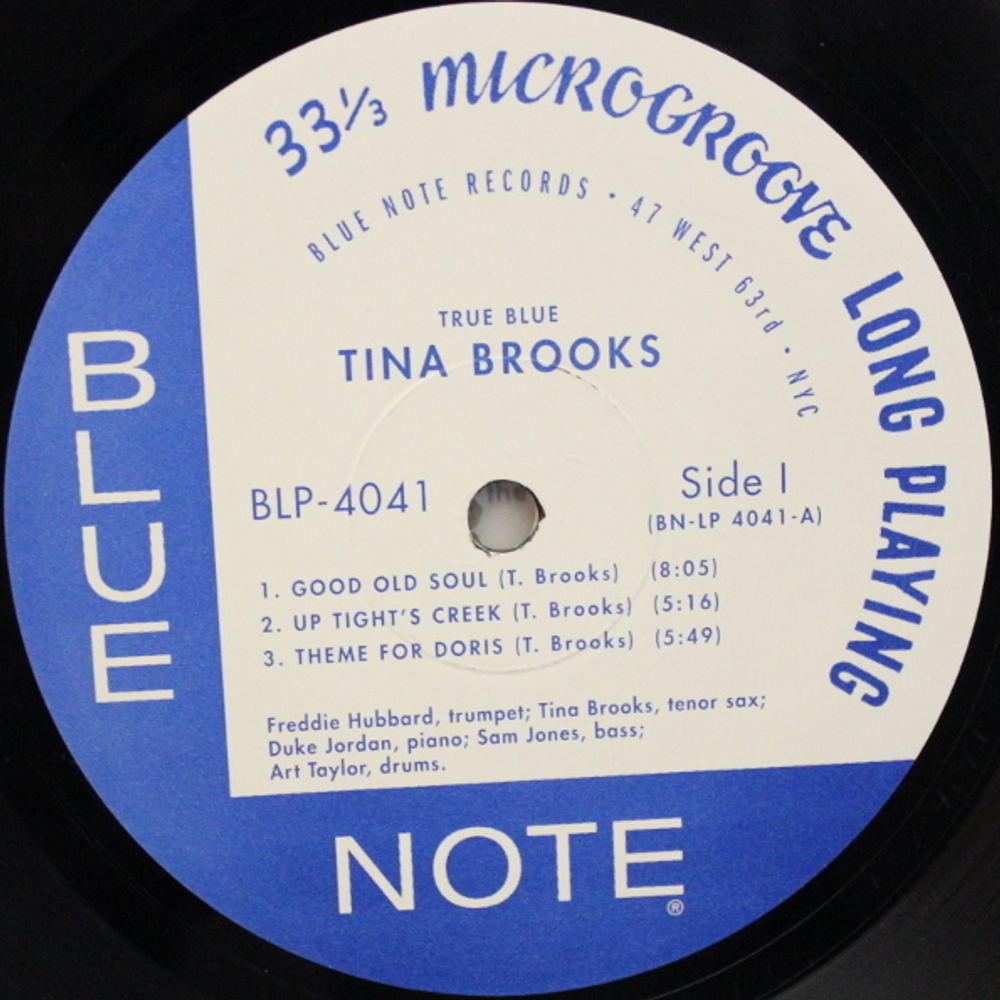 33⅓ MICROGROOVE LONG PLAYING
BLUE NOTE RECORDS · 47 WEST 63rd · NYC
TRUE BLUE
TINA BROOKS
BLP-4041
Side I
(BN-LP 4041-A)
1. GOOD OLD SOUL (T. Brooks) (8:05)
2. UP TIGHT'S CREEK (T. Brooks) (5:16)
3. THEME FOR DORIS (T. Brooks) (5:49)
Freddie Hubbard, trumpet; Tina Brooks, tenor sax;
Duke Jordan, piano; Sam Jones, bass;
Art Taylor, drums.
BLUE
NOTE®